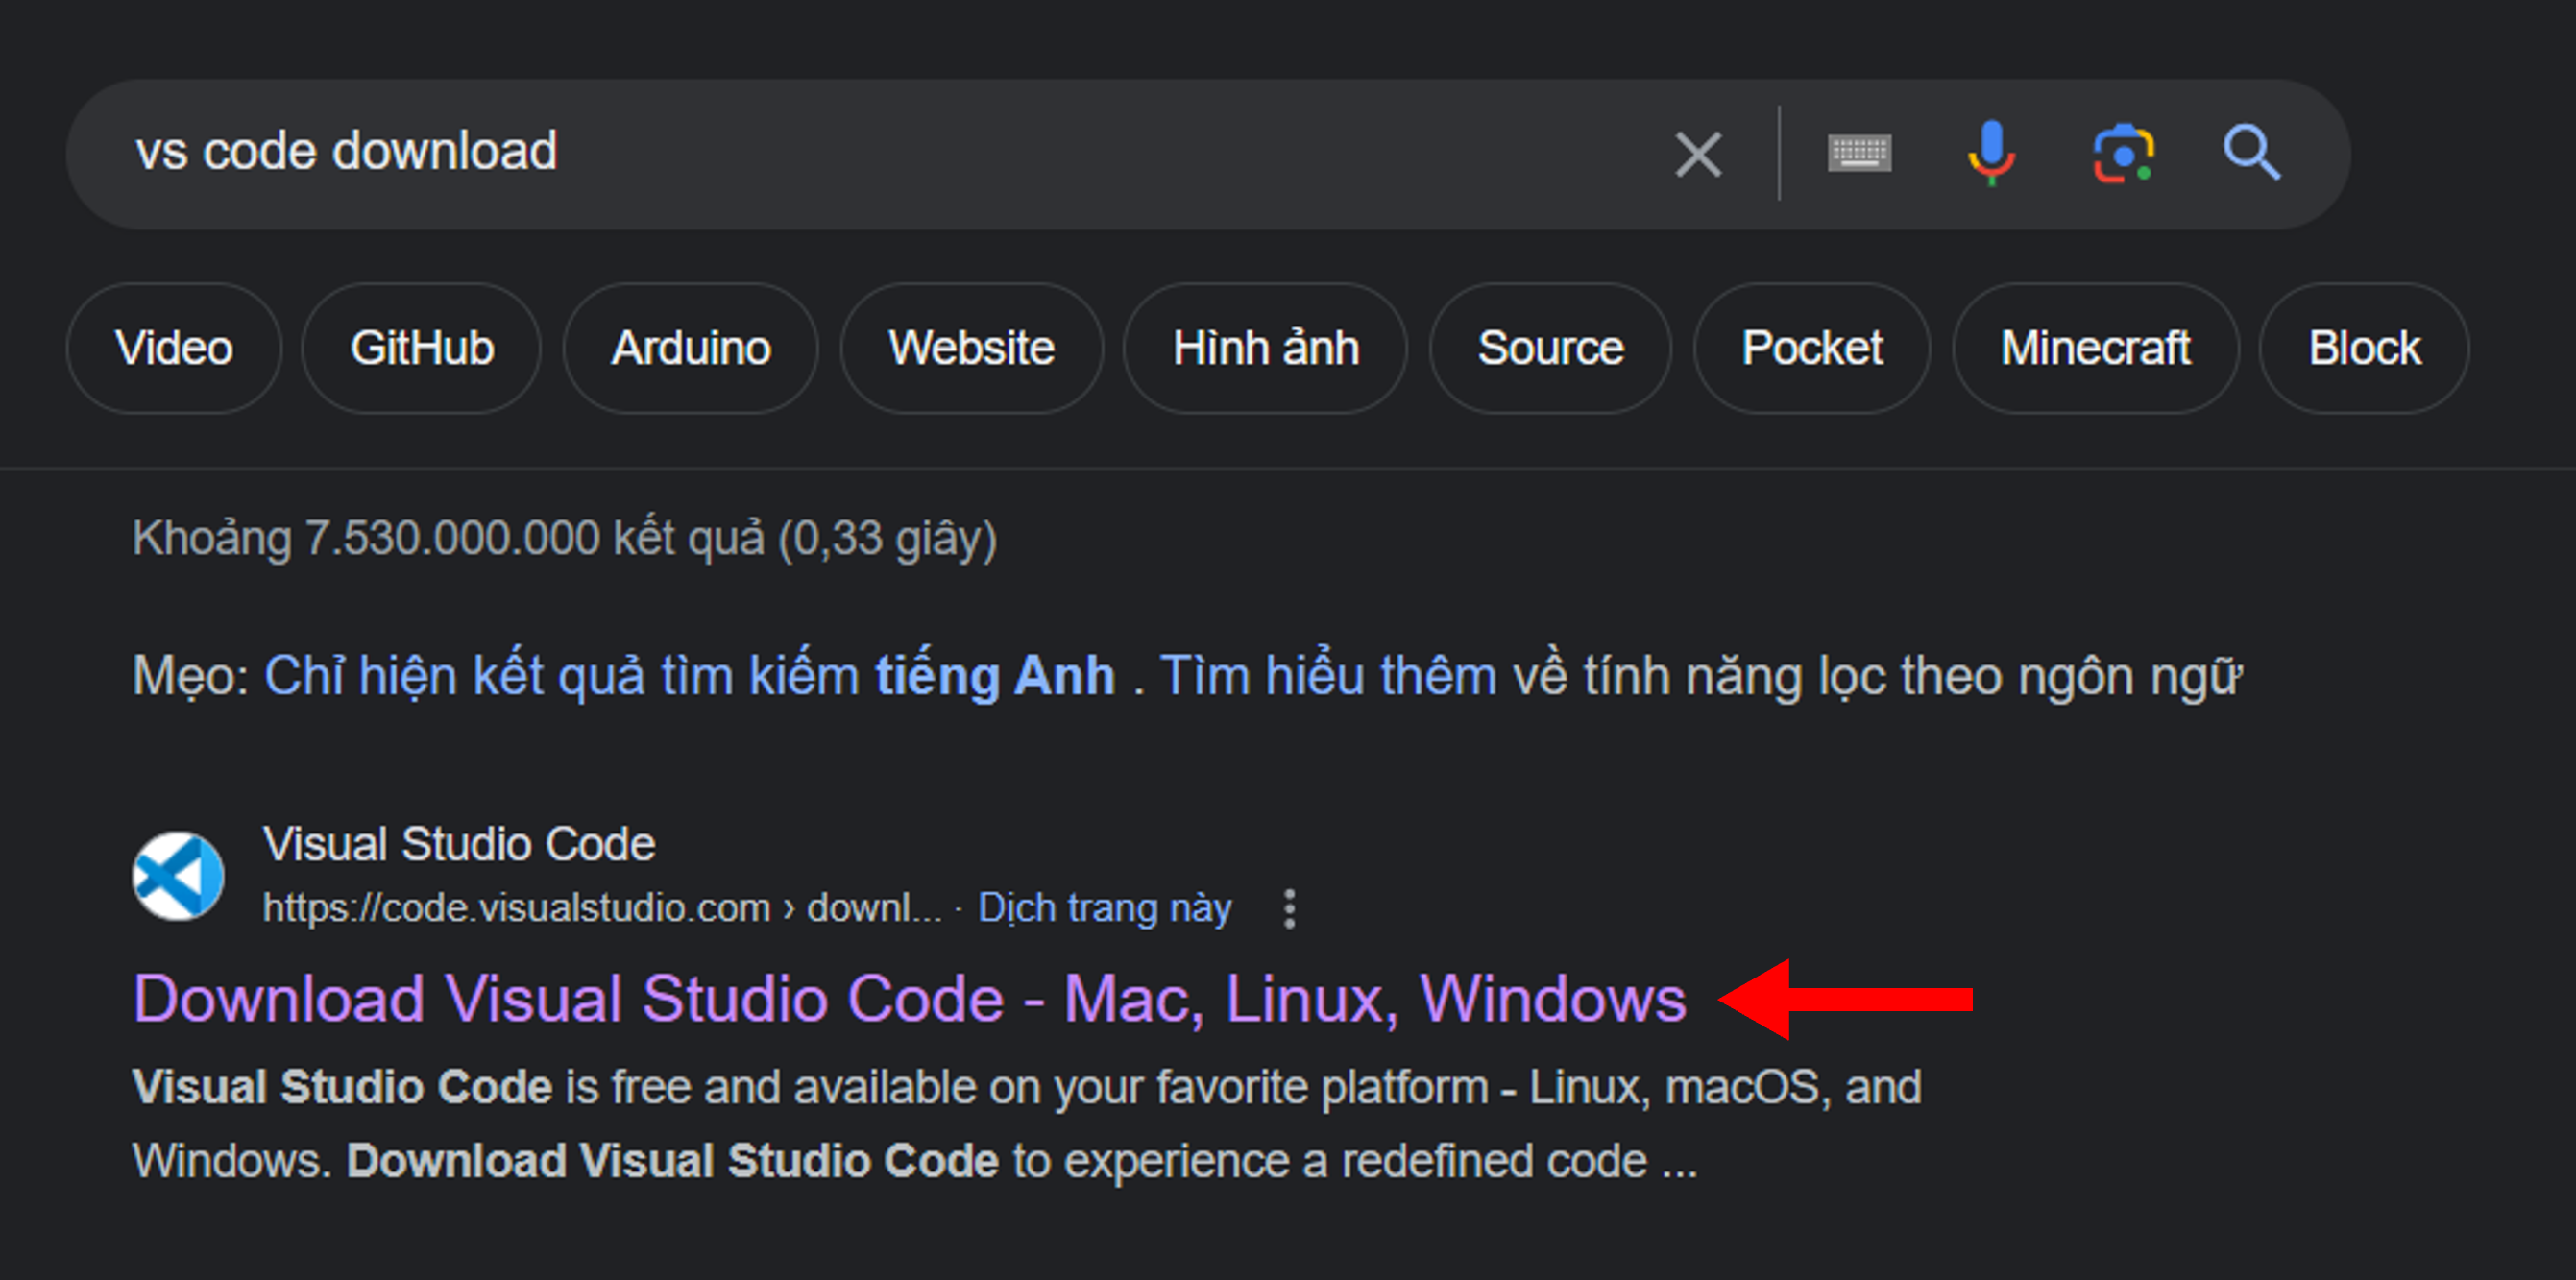 vs code download
Video GitHub Arduino Website Hình ảnh Source Pocket Minecraft Block
Khoảng 7.530.000.000 kết quả (0,33 giây)
Mẹo: Chỉ hiện kết quả tìm kiếm tiếng Anh . Tìm hiểu thêm về tính năng lọc theo ngôn ngữ
Visual Studio Code
https://code.visualstudio.com › downl... · Dịch trang này
Download Visual Studio Code - Mac, Linux, Windows
Visual Studio Code is free and available on your favorite platform - Linux, macOS, and
Windows. Download Visual Studio Code to experience a redefined code ...